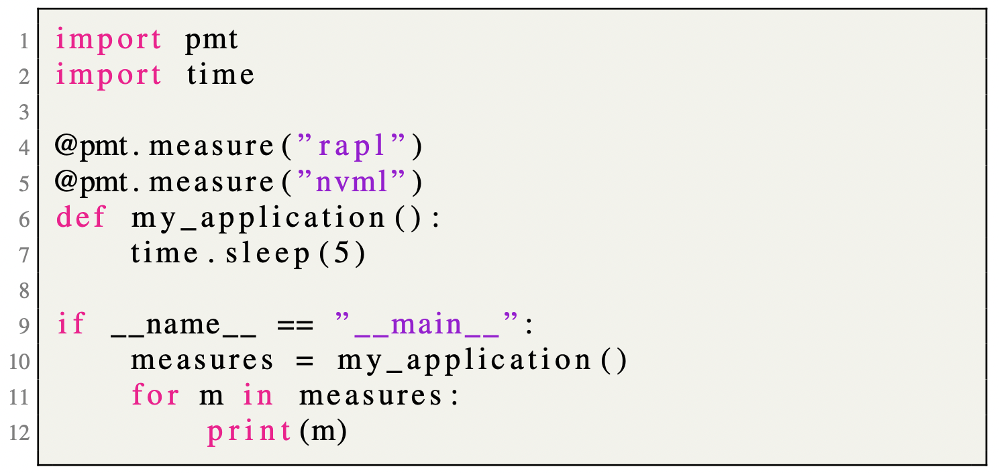 1 import pmt
2 import time
3
4 @pmt.measure(”rapl”)
5 @pmt.measure(”nvml”)
6 def my_application():
7     time.sleep(5)
8
9 if __name__ == ”__main__”:
10     measures = my_application()
11     for m in measures:
12         print(m)